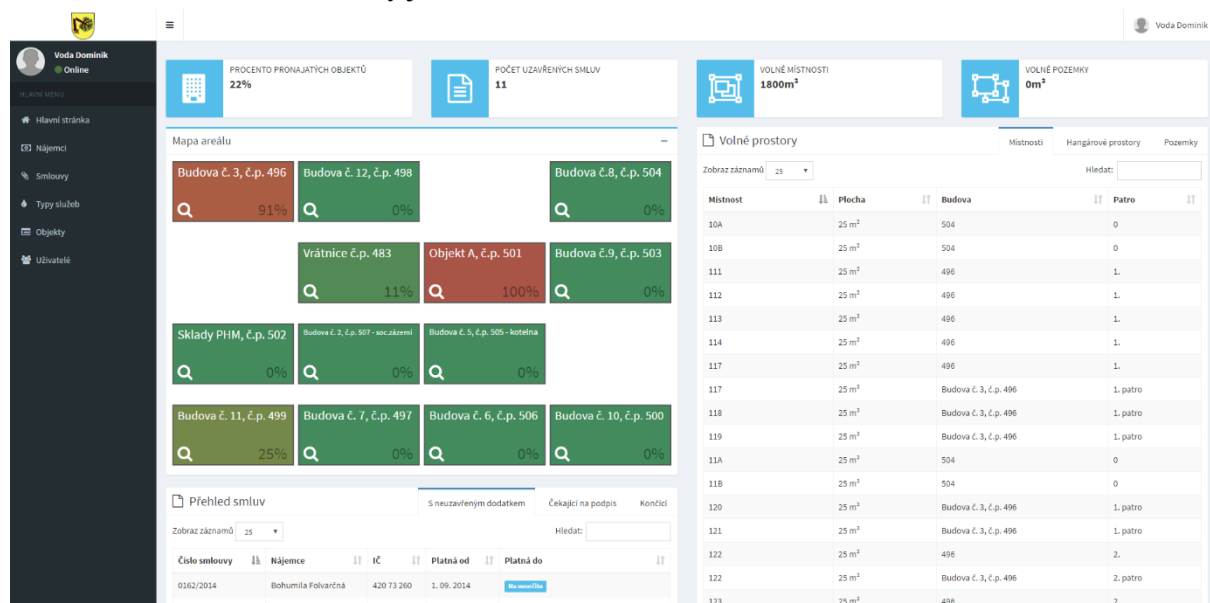 Voda Dominik
Voda Dominik
Online
HLAVNÍ MENU
Hlavní stránka
Nájemci
Smlouvy
Typy služeb
Objekty
Uživatelé
PROCENTO PRONAJATÝCH OBJEKTŮ
22%
POČET UZAVŘENÝCH SMLUV
11
VOLNÉ MÍSTNOSTI
1800m²
VOLNÉ POZEMKY
0m²
Mapa areálu
Budova č. 3, č.p. 496
91%
Budova č. 12, č.p. 498
0%
Budova č.8, č.p. 504
0%
Vrátnice č.p. 483
11%
Objekt A, č.p. 501
100%
Budova č.9, č.p. 503
0%
Sklady PHM, č.p. 502
0%
Budova č. 2, č.p. 507 - soc.zázemí
0%
Budova č. 5, č.p. 505 - kotelna
0%
Budova č. 11, č.p. 499
25%
Budova č. 7, č.p. 497
0%
Budova č. 6, č.p. 506
0%
Budova č. 10, č.p. 500
0%
Přehled smluv
S neuzavřeným dodatkem Čekající na podpis Končící
Zobraz záznamů 25 Hledat:
Číslo smlouvy Nájemce IČ Platná od Platná do
0162/2014 Bohumila Folvarčná 420 73 260 1. 09. 2014 Na neurčito
Volné prostory
Místnosti Hangárové prostory Pozemky
Zobraz záznamů 25 Hledat:
Místnost Plocha Budova Patro
10A 25 m² 504 0
10B 25 m² 504 0
111 25 m² 496 1.
112 25 m² 496 1.
113 25 m² 496 1.
114 25 m² 496 1.
117 25 m² 496 1.
117 25 m² Budova č. 3, č.p. 496 1. patro
118 25 m² Budova č. 3, č.p. 496 1. patro
119 25 m² Budova č. 3, č.p. 496 1. patro
11A 25 m² 504 0
11B 25 m² 504 0
120 25 m² Budova č. 3, č.p. 496 1. patro
121 25 m² Budova č. 3, č.p. 496 1. patro
122 25 m² 496 2.
122 25 m² Budova č. 3, č.p. 496 2. patro
123 25 m² 496 2